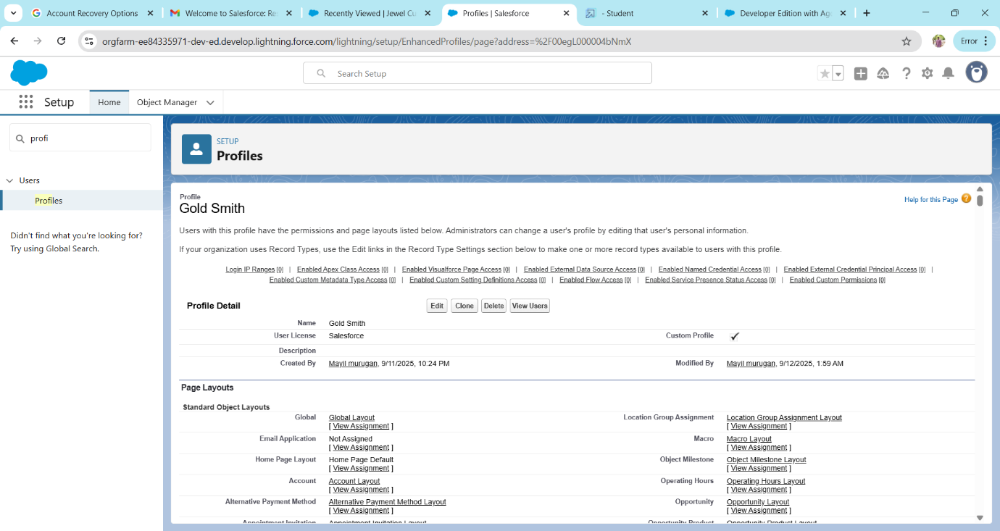 Account Recovery Options
Welcome to Salesforce: Re
Recently Viewed | Jewel Cu
Profiles | Salesforce
- Student
Developer Edition with Ag
orgfarm-ee84335971-dev-ed.develop.lightning.force.com/lightning/setup/EnhancedProfiles/page?address=%2F00egL000004bNmX
Error
Search Setup
Setup
Home
Object Manager
profi
Users
Profiles
Didn't find what you're looking for?
Try using Global Search.
SETUP
Profiles
Profile
Gold Smith
Help for this Page
Users with this profile have the permissions and page layouts listed below. Administrators can change a user's profile by editing that user's personal information.
If your organization uses Record Types, use the Edit links in the Record Type Settings section below to make one or more record types available to users with this profile.
Login IP Ranges [0] | Enabled Apex Class Access [0] | Enabled Visualforce Page Access [0] | Enabled External Data Source Access [0] | Enabled Named Credential Access [0] | Enabled External Credential Principal Access [0] |
Enabled Custom Metadata Type Access [0] | Enabled Custom Setting Definitions Access [0] | Enabled Flow Access [0] | Enabled Service Presence Status Access [0] | Enabled Custom Permissions [0]
Profile Detail Edit Clone Delete View Users
Name Gold Smith
User License Salesforce Custom Profile
Description
Created By Mayil murugan, 9/11/2025, 10:24 PM Modified By Mayil murugan, 9/12/2025, 1:59 AM
Page Layouts
Standard Object Layouts
Global Global Layout Location Group Assignment Location Group Assignment Layout
[ View Assignment ] [ View Assignment ]
Email Application Not Assigned Macro Macro Layout
[ View Assignment ] [ View Assignment ]
Home Page Layout Home Page Default Object Milestone Object Milestone Layout
[ View Assignment ] [ View Assignment ]
Account Account Layout Operating Hours Operating Hours Layout
[ View Assignment ] [ View Assignment ]
Alternative Payment Method Alternative Payment Method Layout Opportunity Opportunity Layout
[ View Assignment ] [ View Assignment ]
Appointment Invitation Appointment Invitation Layout Opportunity Product Opportunity Product Layout